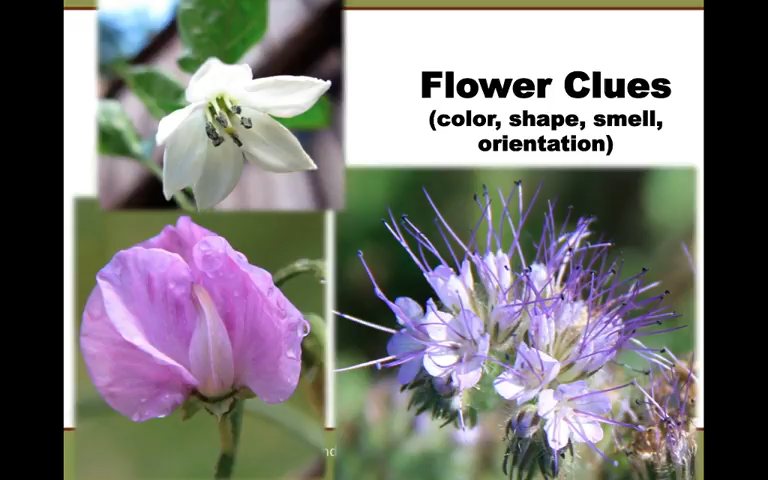 Flower Clues
(color, shape, smell,
orientation)